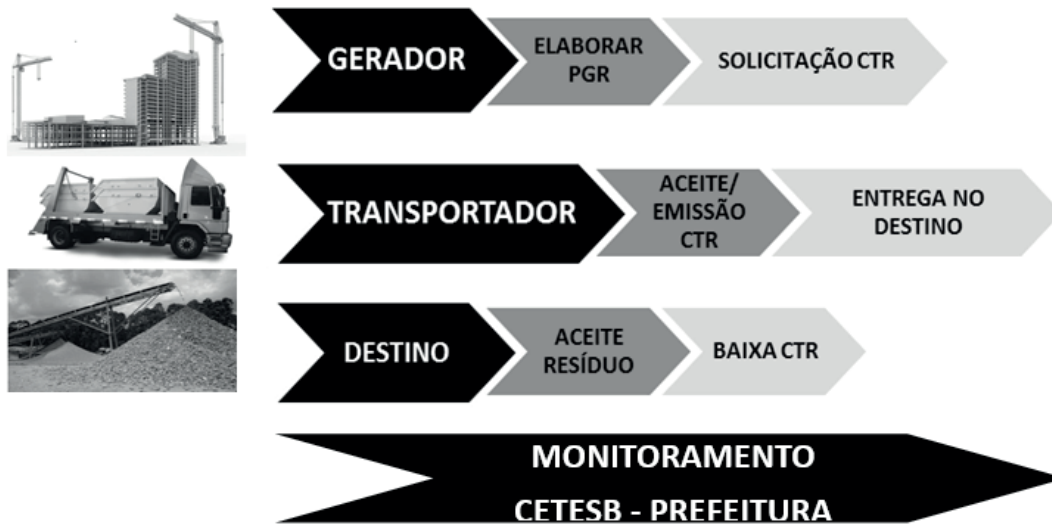 GERADOR
ELABORAR
PGR
SOLICITAÇÃO CTR
TRANSPORTADOR
ACEITE/
EMISSÃO
CTR
ENTREGA NO
DESTINO
DESTINO
ACEITE
RESÍDUO
BAIXA CTR
MONITORAMENTO
CETESB - PREFEITURA